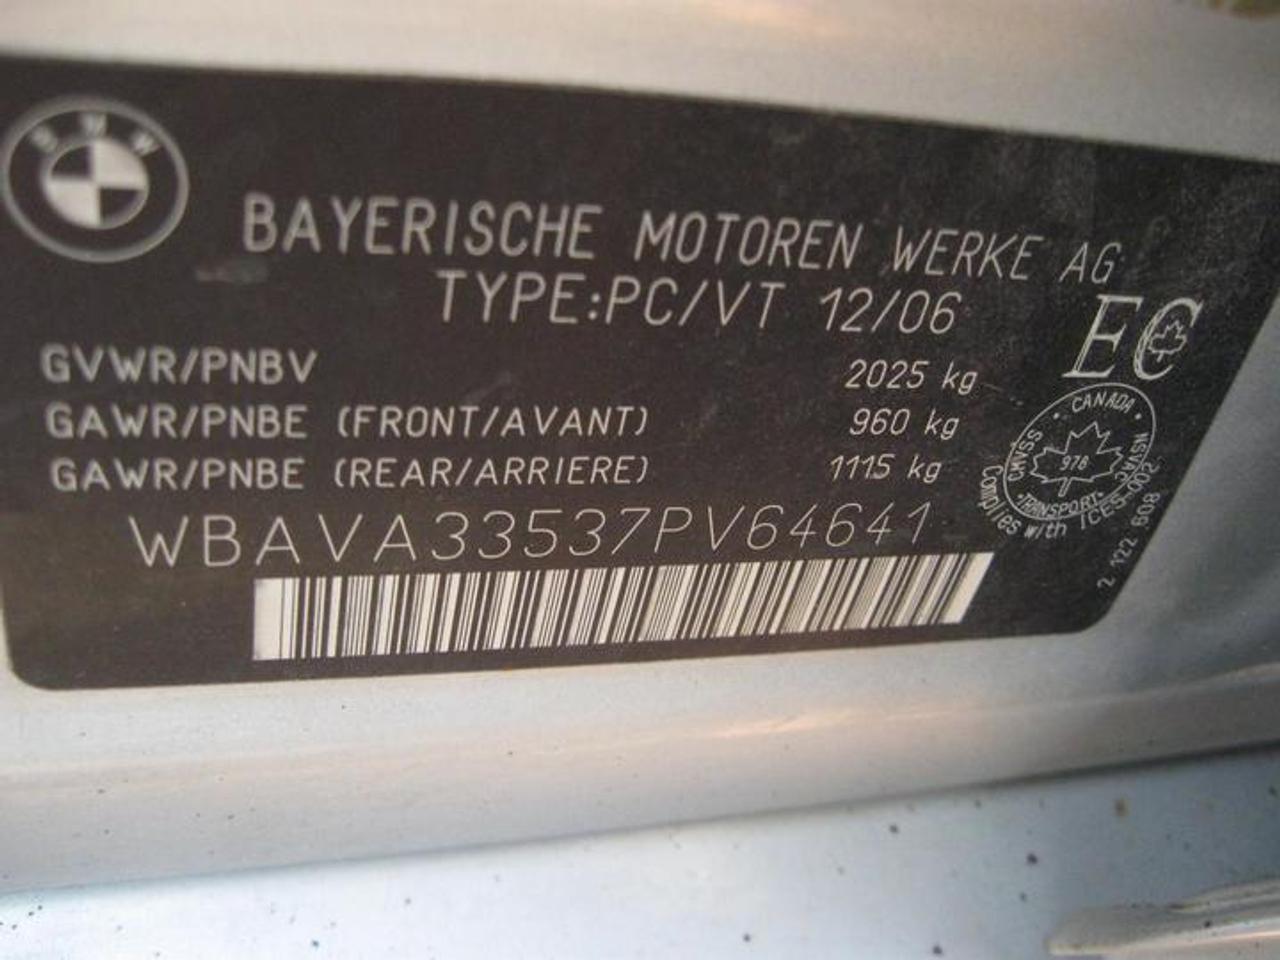 BMW
BAYERISCHE MOTOREN WERKE AG
TYPE:PC/VT 12/06
EC
GVWR/PNBV 2025 kg
GAWR/PNBE (FRONT/AVANT) 960 kg
GAWR/PNBE (REAR/ARRIERE) 1115 kg
WBAVA33537PV64641
CANADA
CMVSS
NSVAC
978
TRANSPORT
Complies with ICES-002
2 122 608